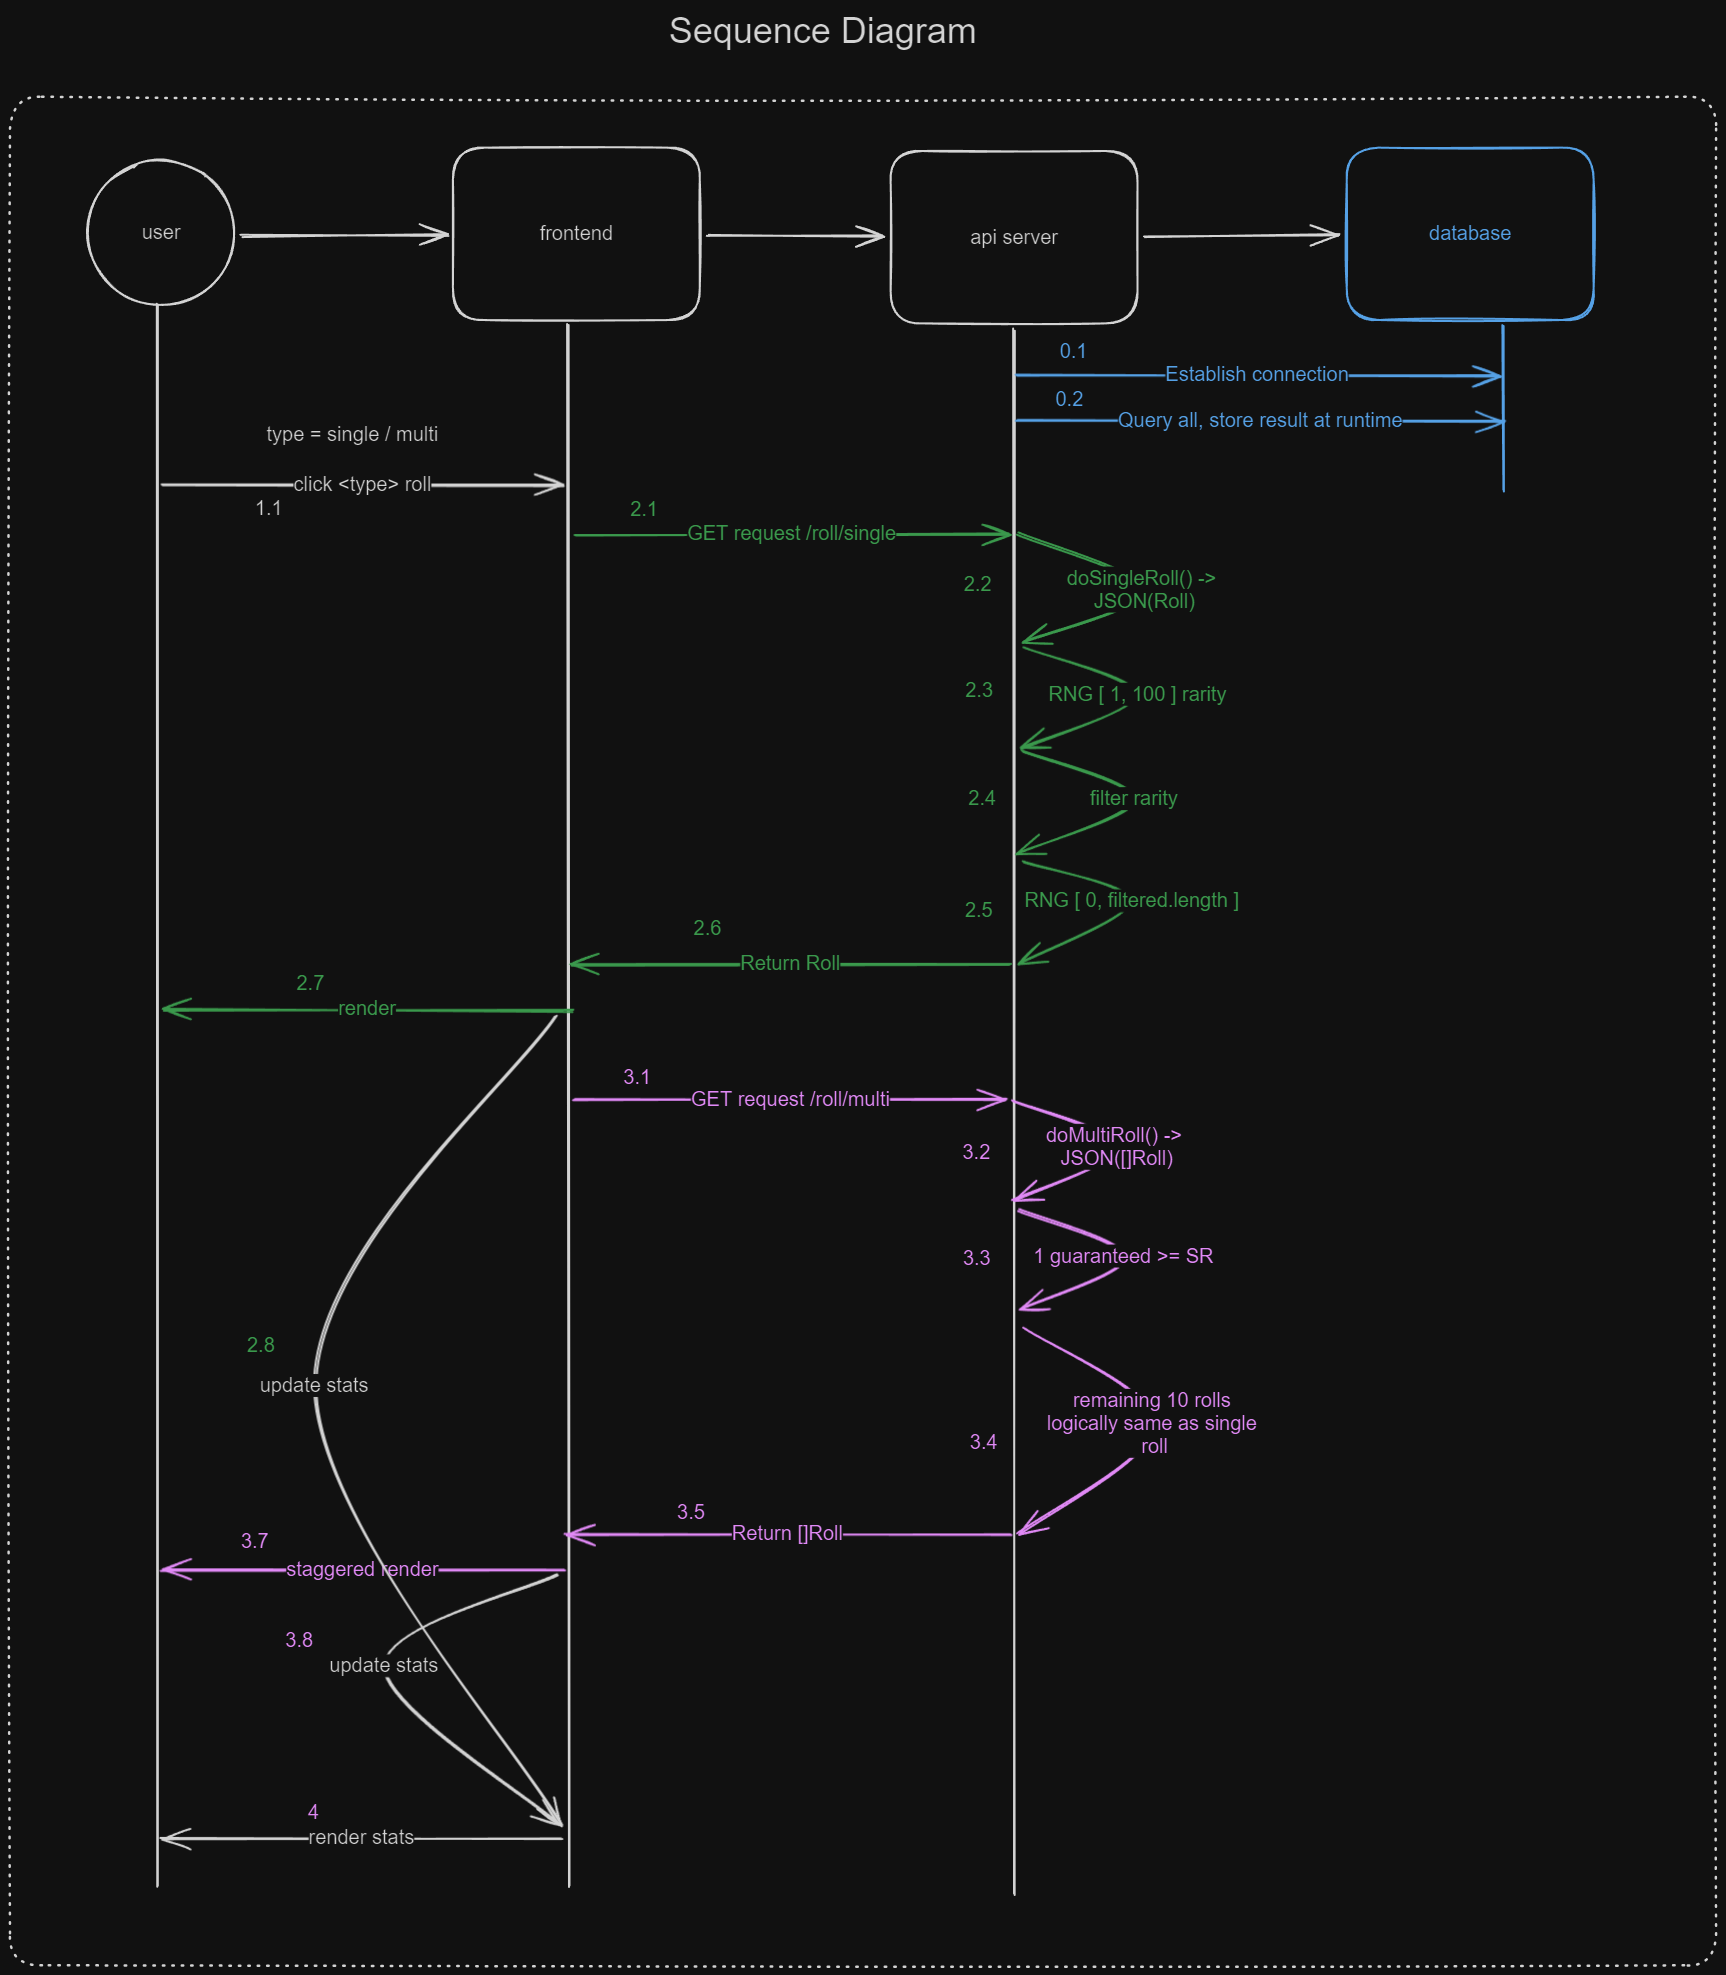 Sequence Diagram
user
frontend
api server
database
0.1
Establish connection
0.2
Query all, store result at runtime
type = single / multi
click <type> roll
1.1
2.1
GET request /roll/single
2.2
doSingleRoll() ->
JSON(Roll)
2.3
RNG [ 1, 100 ] rarity
2.4
filter rarity
2.5
RNG [ 0, filtered.length ]
2.6
Return Roll
2.7
render
3.1
GET request /roll/multi
3.2
doMultiRoll() ->
JSON([]Roll)
3.3
1 guaranteed >= SR
2.8
update stats
3.4
remaining 10 rolls
logically same as single
roll
3.5
Return []Roll
3.7
staggered render
3.8
update stats
4
render stats